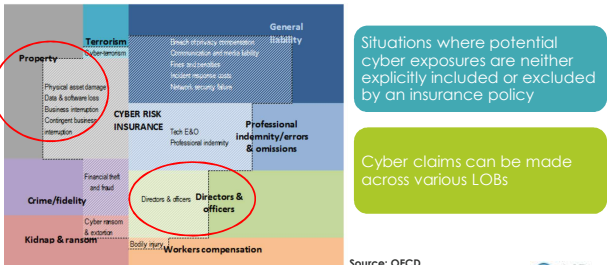 General
liability
Terrorism
Cyber-terrorism
Breach of privacy compensation
Communication and media liability
Fines and penalties
Incident response costs
Network security failure
Property
Physical asset damage
Data & software loss
Business interruption
Contingent business
interruption
CYBER RISK
INSURANCE
Tech E&O
Professional indemnity
Professional
indemnity/errors
& omissions
Financial theft
and fraud
Crime/fidelity
Directors & officers
Directors &
officers
Cyber ransom
& extortion
Kidnap & ransom
Bodily injury
Workers compensation
Situations where potential
cyber exposures are neither
explicitly included or excluded
by an insurance policy
Cyber claims can be made
across various LOBs
Source: OECD